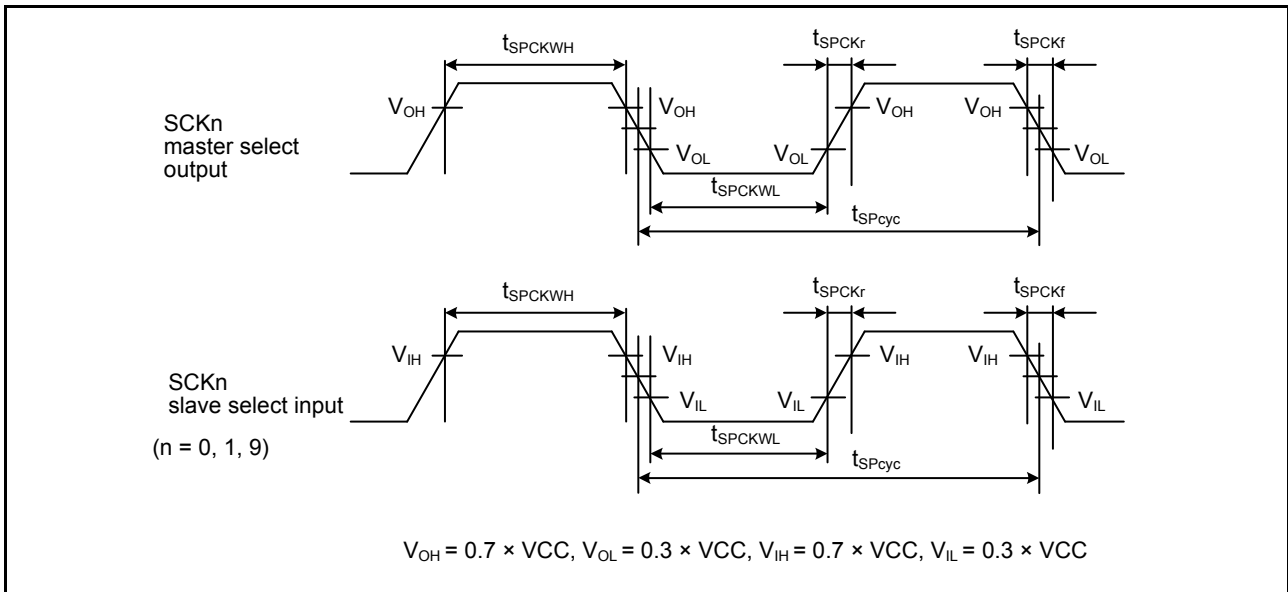 tSPCKWH
tSPCKr
tSPCKf
VOH
VOH
VOH
VOH
SCKn
master select
output
VOL
VOL
VOL
tSPCKWL
tSPcyc
tSPCKWH
tSPCKr
tSPCKf
VIH
VIH
VIH
VIH
SCKn
slave select input
VIL
VIL
VIL
(n = 0, 1, 9)
tSPCKWL
tSPcyc
VOH = 0.7 × VCC, VOL = 0.3 × VCC, VIH = 0.7 × VCC, VIL = 0.3 × VCC